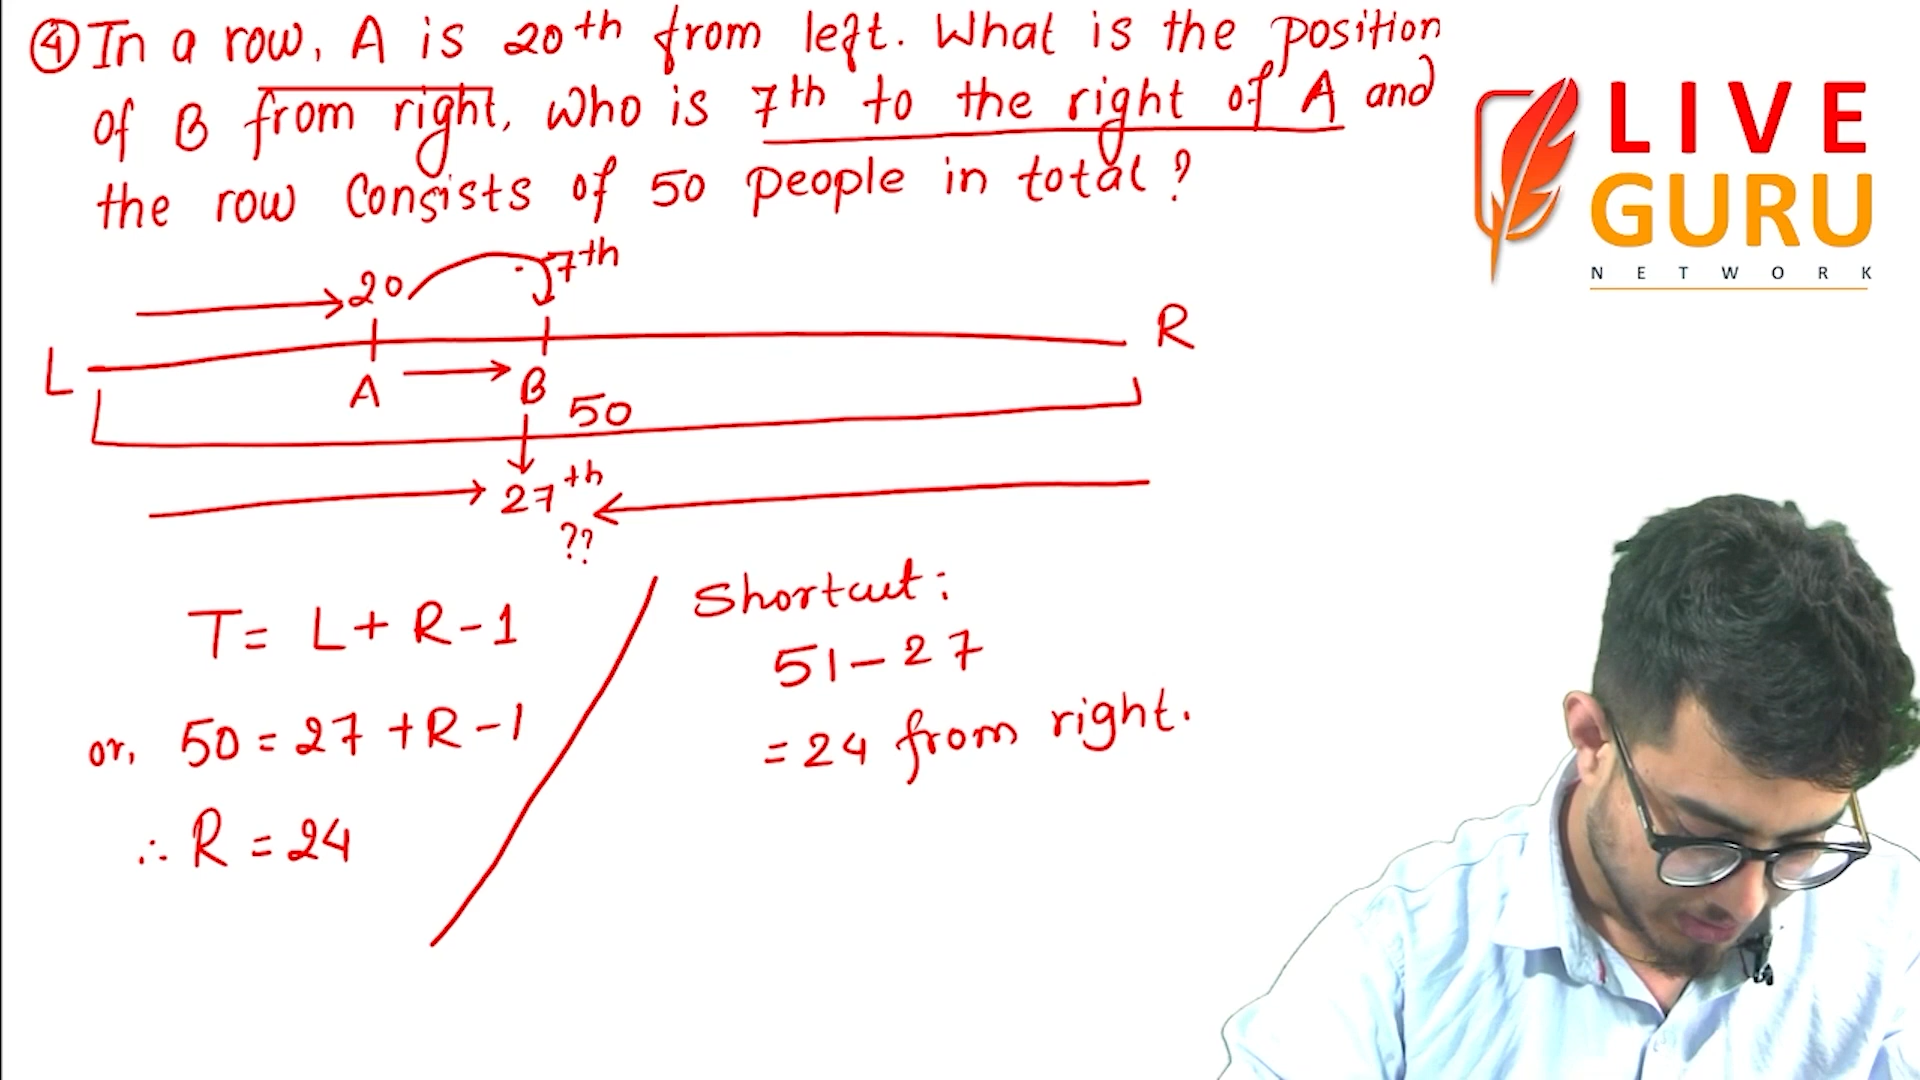 ④ In a row, A is 20th from left. What is the position
of B from right, who is 7th to the right of A and
the row consists of 50 people in total?
LIVE
GURU
NETWORK
20 7th
L R
A B
50
27th
??
T = L + R - 1
or, 50 = 27 + R - 1
∴ R = 24
Shortcut:
51 - 27
= 24 from right.